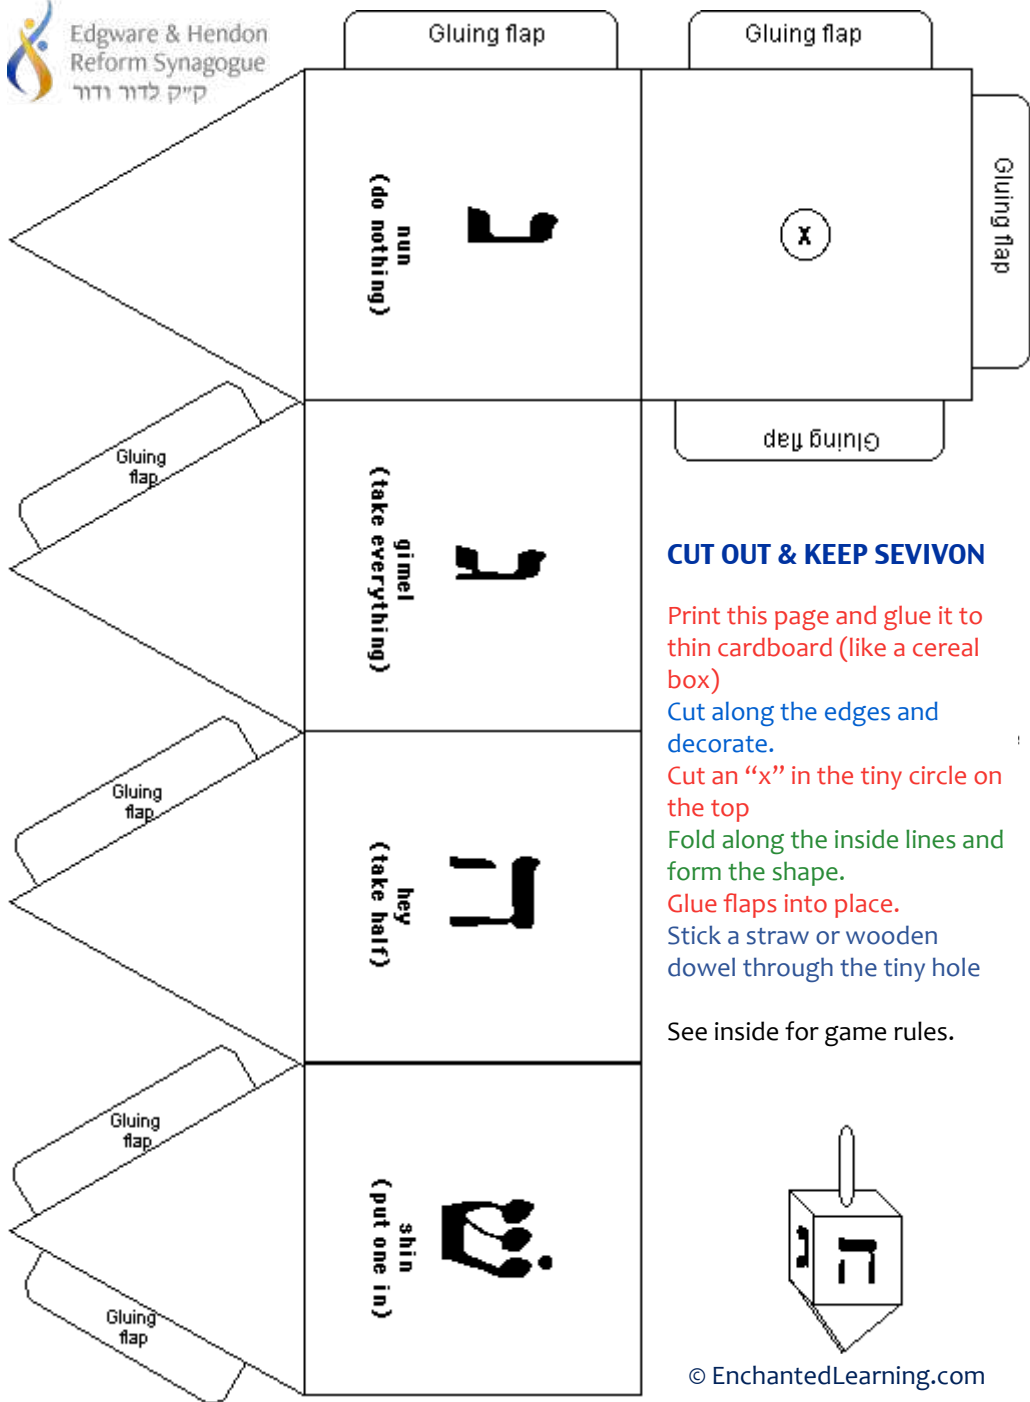 Edgware & Hendon
Reform Synagogue
ק״ק לדור ודור
Gluing flap
Gluing flap
Gluing flap
Gluing flap
X
nun
(do nothing)
נ
Gluing
flap
gimel
(take everything)
ג
Gluing
flap
hey
(take half)
ה
Gluing
flap
shin
(put one in)
שׁ
Gluing
flap
CUT OUT & KEEP SEVIVON
Print this page and glue it to
thin cardboard (like a cereal
box)
Cut along the edges and
decorate.
Cut an “x” in the tiny circle on
the top
Fold along the inside lines and
form the shape.
Glue flaps into place.
Stick a straw or wooden
dowel through the tiny hole
See inside for game rules.
נ
ה
© EnchantedLearning.com